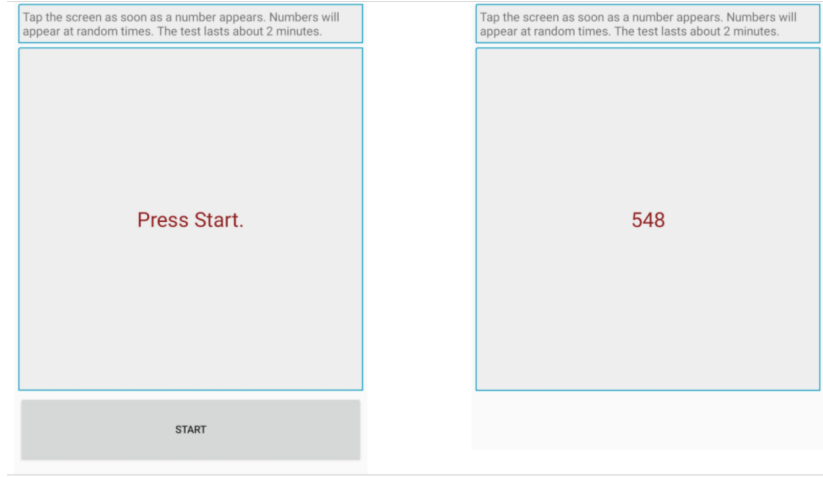 Tap the screen as soon as a number appears. Numbers will
appear at random times. The test lasts about 2 minutes.
Press Start.
START
Tap the screen as soon as a number appears. Numbers will
appear at random times. The test lasts about 2 minutes.
548